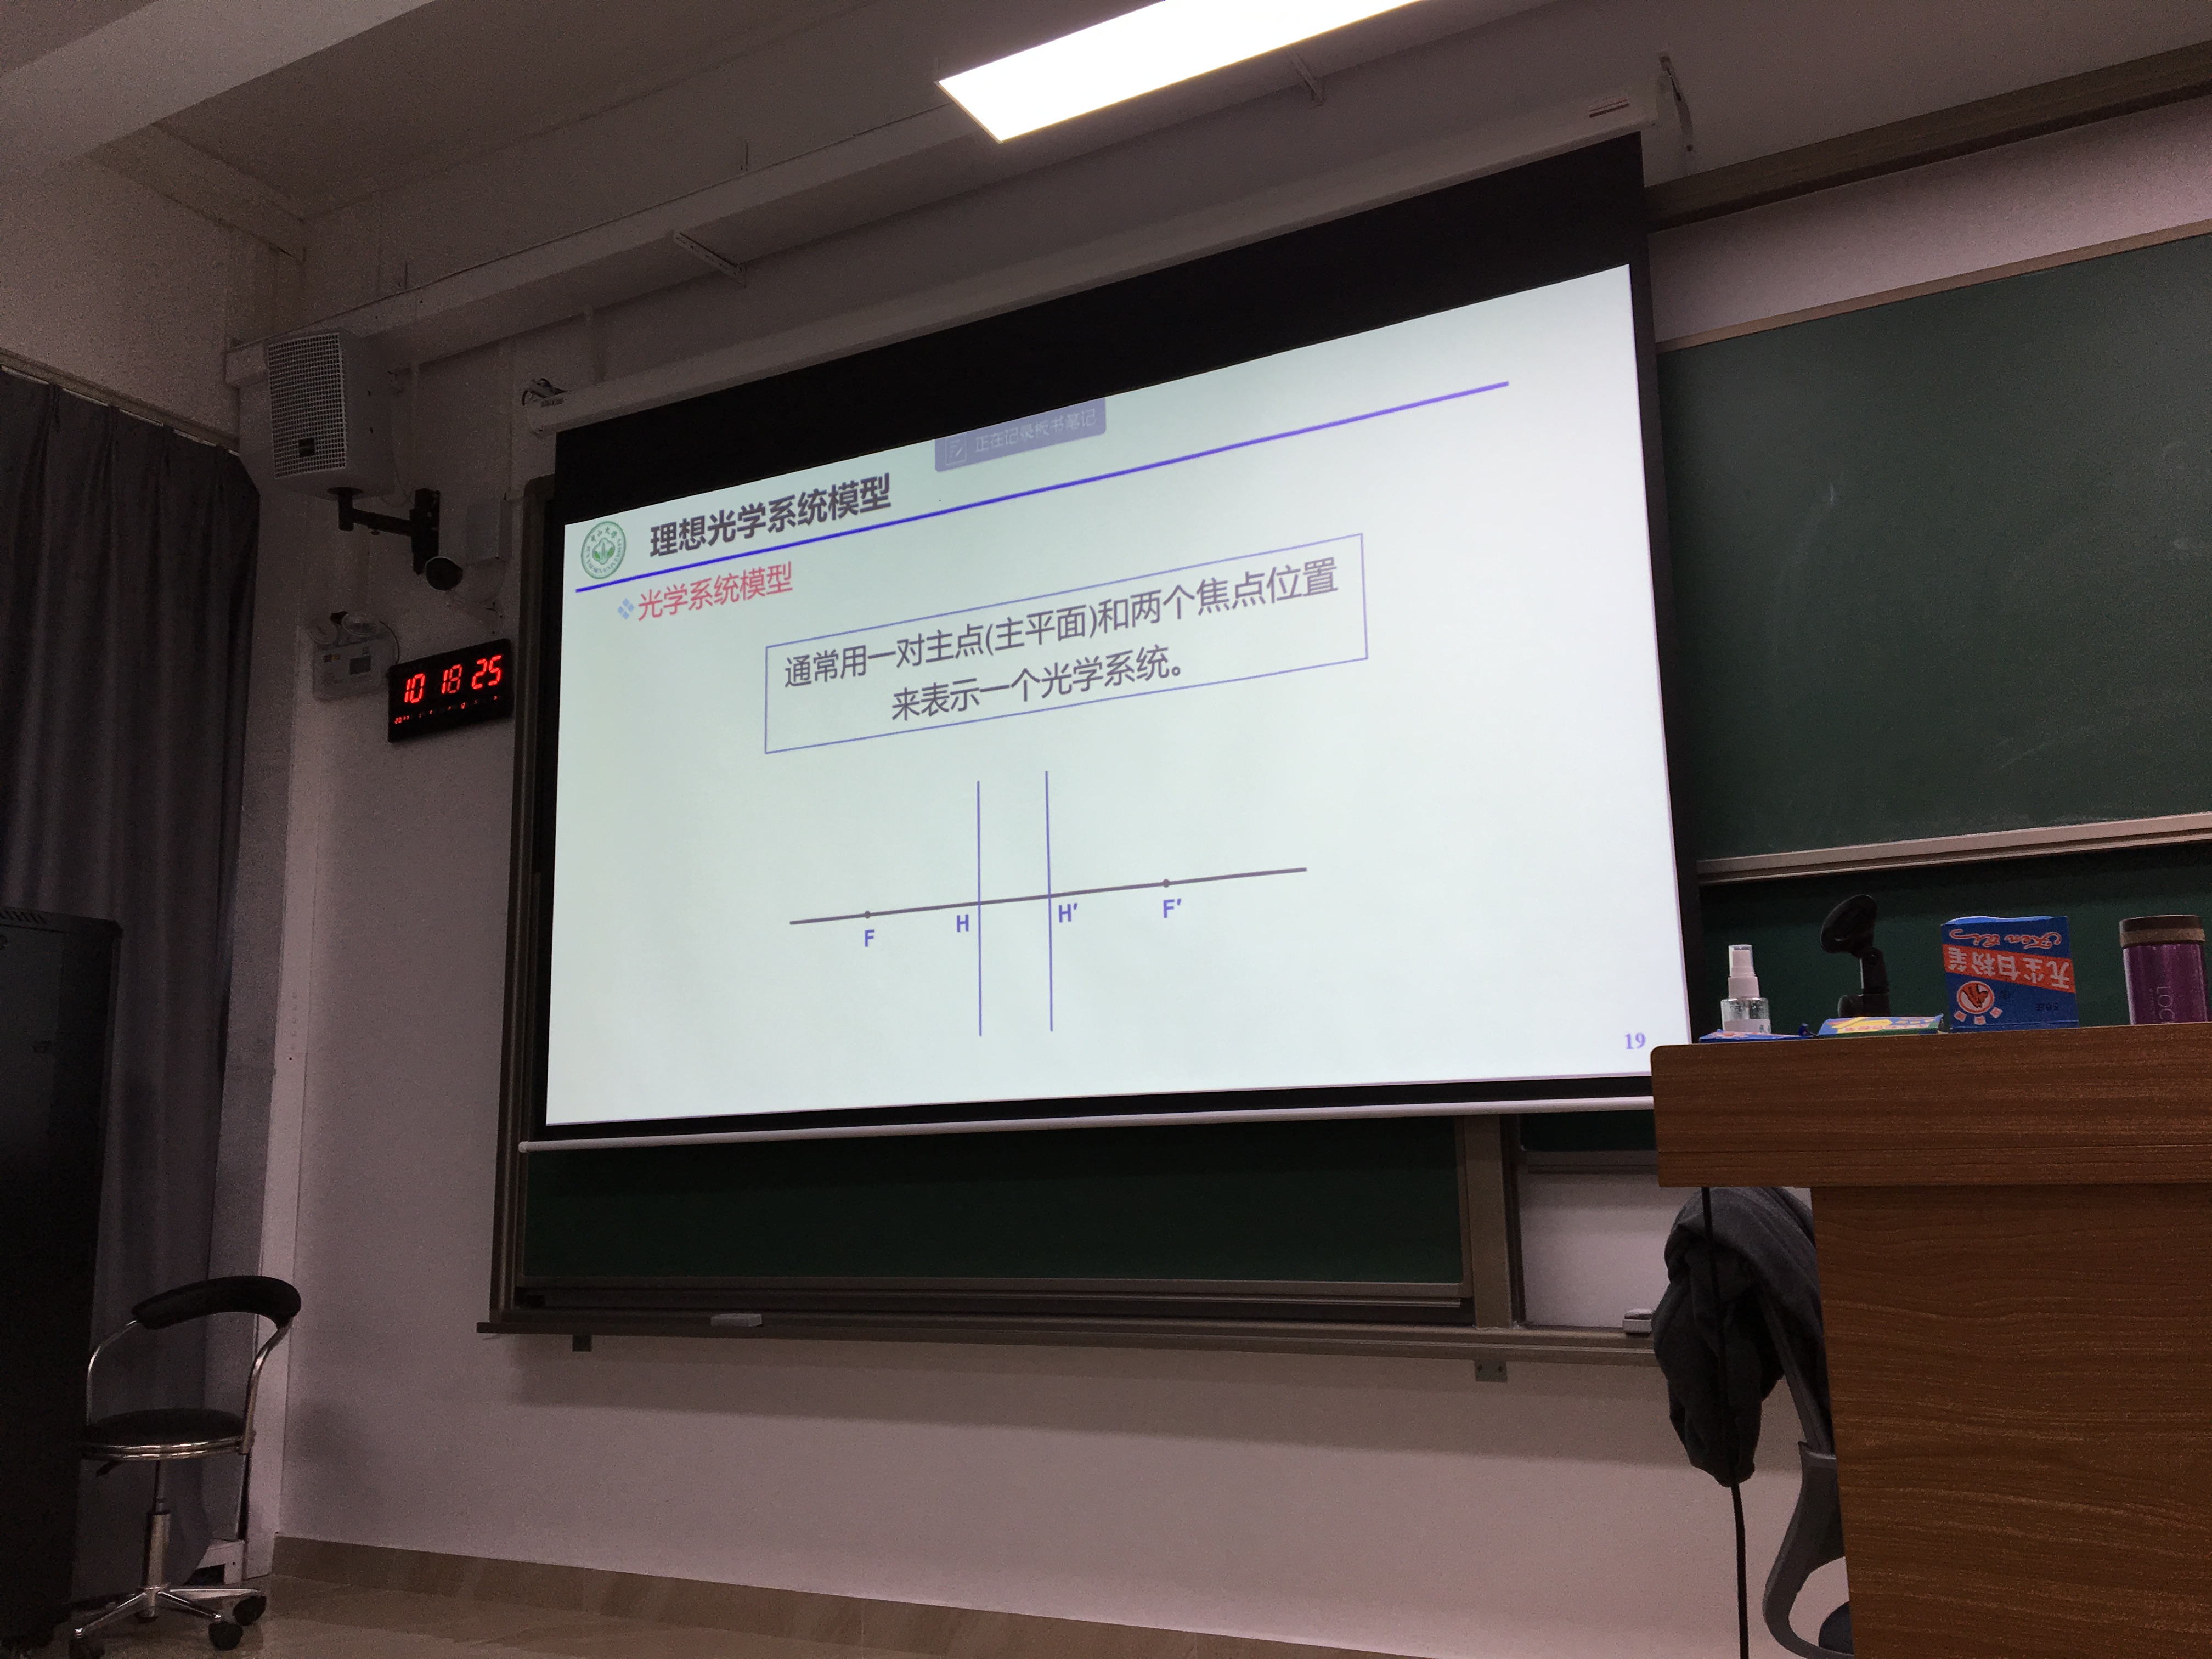 正在记录板书笔记
理想光学系统模型
光学系统模型
通常用一对主点(主平面)和两个焦点位置
来表示一个光学系统。
F
H
H′
F′
19
10 18 25
无尘白粉笔
LOC